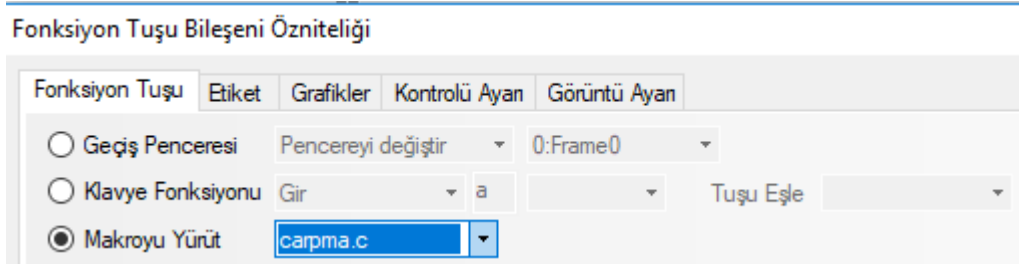 Fonksiyon Tuşu Bileşeni Özniteliği
Fonksiyon Tuşu Etiket Grafikler Kontrolü Ayarı Görüntü Ayarı
Geçiş Penceresi Pencereyi değiştir 0:Frame0
Klavye Fonksiyonu Gir a Tuşu Eşle
Makroyu Yürüt carpma.c